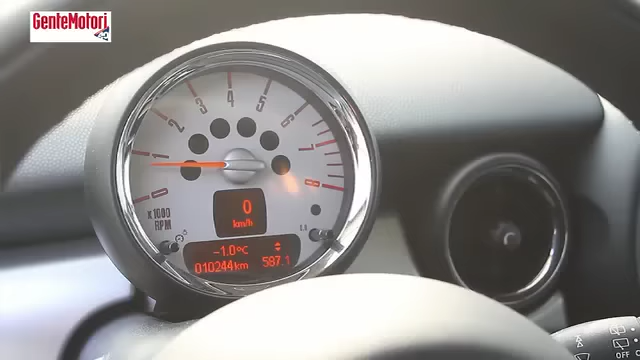 GenteMotori
0 1 2 3 4 5 6 7 8
x1000
RPM
0
km/h
-1.0°C
010244km 587.1
OFF